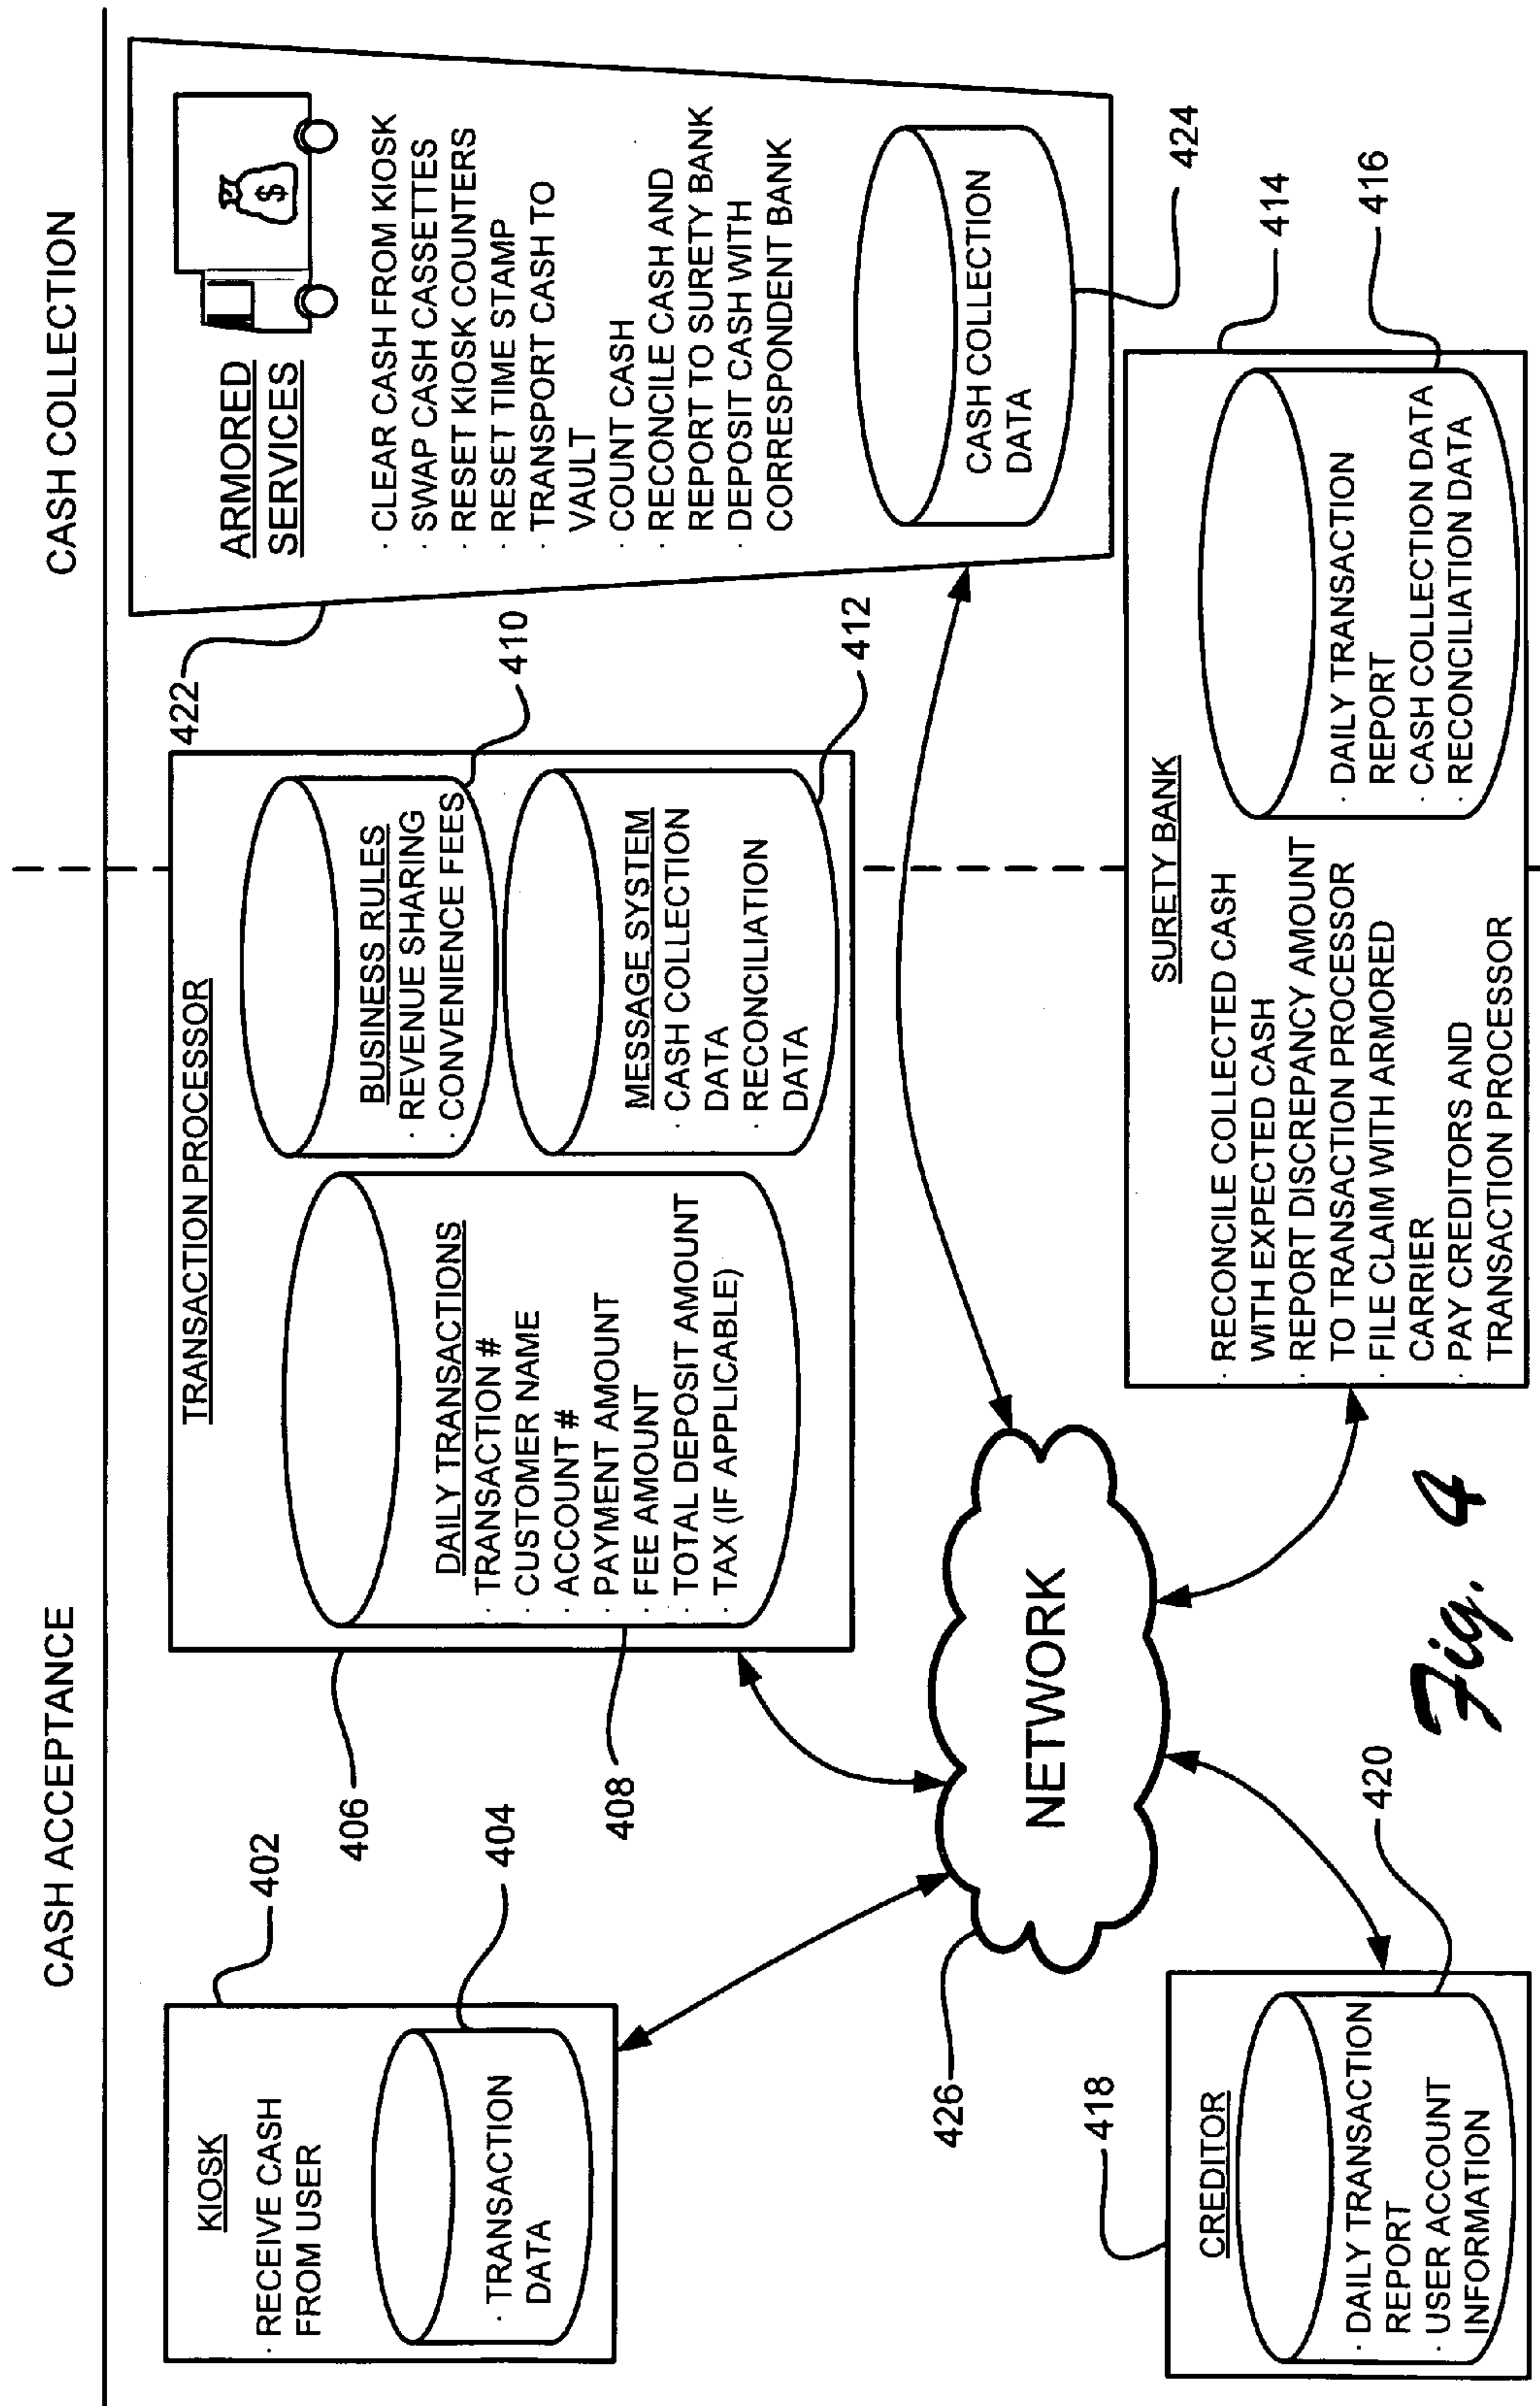 CASH ACCEPTANCE
CASH COLLECTION
KIOSK
· RECEIVE CASH
FROM USER
· TRANSACTION
DATA
402
404
TRANSACTION PROCESSOR
DAILY TRANSACTIONS
· TRANSACTION #
· CUSTOMER NAME
· ACCOUNT #
· PAYMENT AMOUNT
· FEE AMOUNT
· TOTAL DEPOSIT AMOUNT
· TAX (IF APPLICABLE)
BUSINESS RULES
· REVENUE SHARING
· CONVENIENCE FEES
MESSAGE SYSTEM
· CASH COLLECTION
DATA
· RECONCILIATION
DATA
406
408
410
412
ARMORED
SERVICES
$
· CLEAR CASH FROM KIOSK
· SWAP CASH CASSETTES
· RESET KIOSK COUNTERS
· RESET TIME STAMP
· TRANSPORT CASH TO
VAULT
· COUNT CASH
· RECONCILE CASH AND
REPORT TO SURETY BANK
· DEPOSIT CASH WITH
CORRESPONDENT BANK
CASH COLLECTION
DATA
422
424
NETWORK
426
CREDITOR
· DAILY TRANSACTION
REPORT
· USER ACCOUNT
INFORMATION
418
420
SURETY BANK
· RECONCILE COLLECTED CASH
WITH EXPECTED CASH
· REPORT DISCREPANCY AMOUNT
TO TRANSACTION PROCESSOR
· FILE CLAIM WITH ARMORED
CARRIER
· PAY CREDITORS AND
TRANSACTION PROCESSOR
· DAILY TRANSACTION
REPORT
· CASH COLLECTION DATA
· RECONCILIATION DATA
414
416
Fig. 4